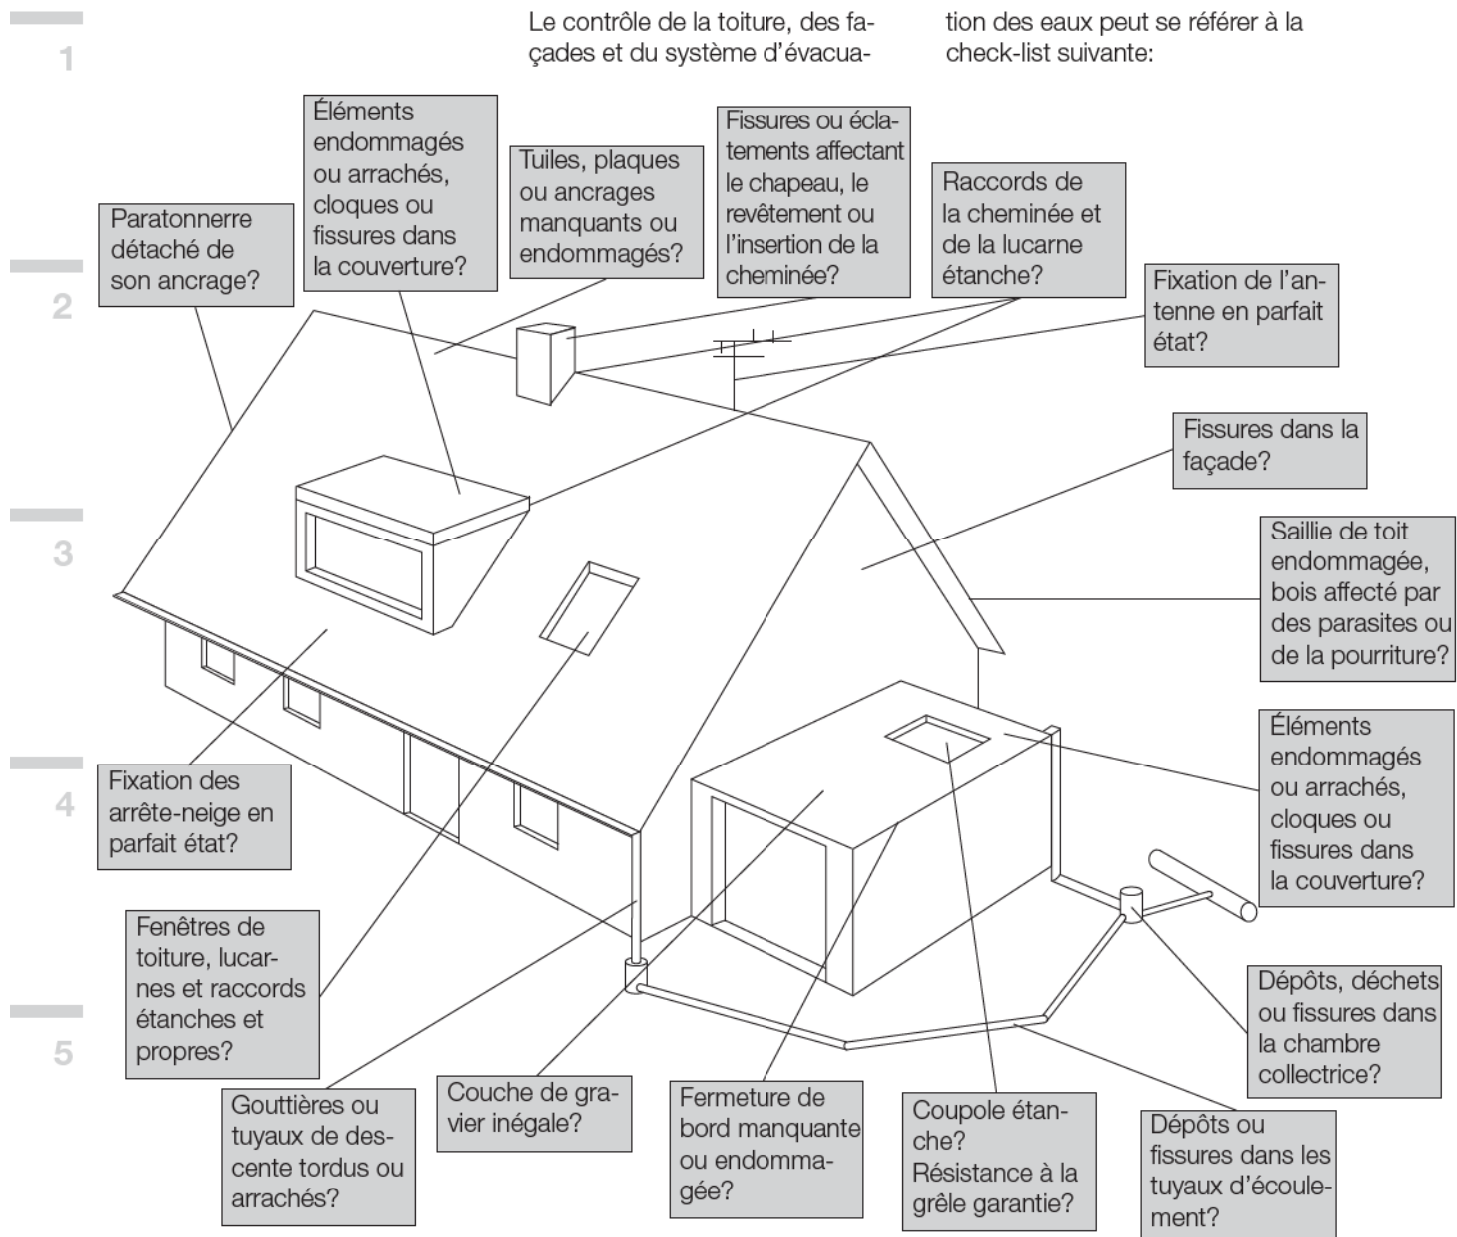 1
Le contrôle de la toiture, des fa-
çades et du système d'évacua-
tion des eaux peut se référer à la
check-list suivante:
Éléments
endommagés
ou arrachés,
cloques ou
fissures dans
la couverture?
Tuiles, plaques
ou ancrages
manquants ou
endommagés?
Fissures ou écla-
tements affectant
le chapeau, le
revêtement ou
l'insertion de la
cheminée?
Raccords de
la cheminée et
de la lucarne
étanche?
Paratonnerre
détaché de
son ancrage?
2
Fixation de l'an-
tenne en parfait
état?
Fissures dans la
façade?
3
Saillie de toit
endommagée,
bois affecté par
des parasites ou
de la pourriture?
Éléments
endommagés
ou arrachés,
cloques ou
fissures dans
la couverture?
4
Fixation des
arrête-neige en
parfait état?
Fenêtres de
toiture, lucar-
nes et raccords
étanches et
propres?
Dépôts, déchets
ou fissures dans
la chambre
collectrice?
5
Gouttières ou
tuyaux de des-
cente tordus ou
arrachés?
Couche de gra-
vier inégale?
Fermeture de
bord manquante
ou endomma-
gée?
Coupole étan-
che?
Résistance à la
grêle garantie?
Dépôts ou
fissures dans les
tuyaux d'écoule-
ment?